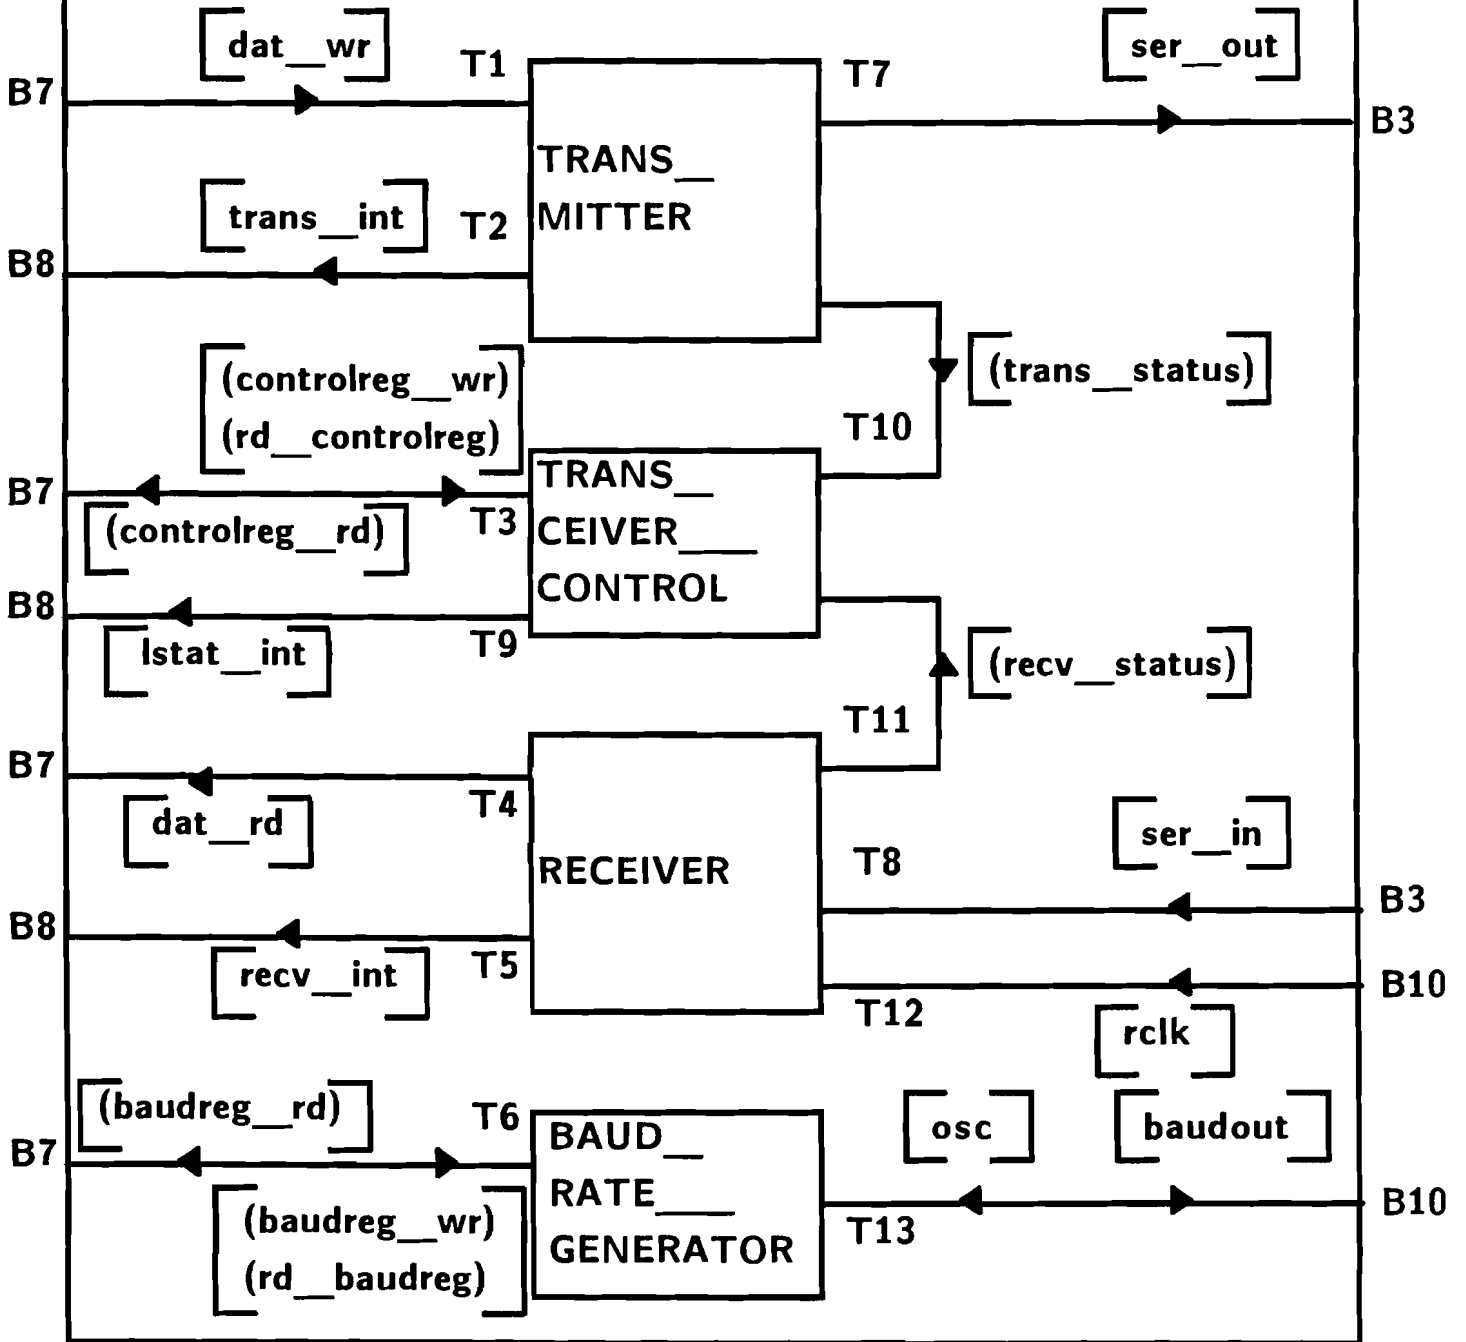 dat__wr
T1
B7
T7
ser__out
B3
TRANS__
MITTER
trans__int
T2
B8
(trans__status)
(controlreg__wr)
(rd__controlreg)
T10
B7
T3
(controlreg__rd)
TRANS__
CEIVER___
CONTROL
B8
lstat__int
T9
(recv__status)
T11
B7
T4
dat__rd
RECEIVER
ser__in
T8
B3
B8
recv__int
T5
B10
T12
rclk
(baudreg__rd)
T6
B7
(baudreg__wr)
(rd__baudreg)
BAUD__
RATE___
GENERATOR
osc
baudout
T13
B10